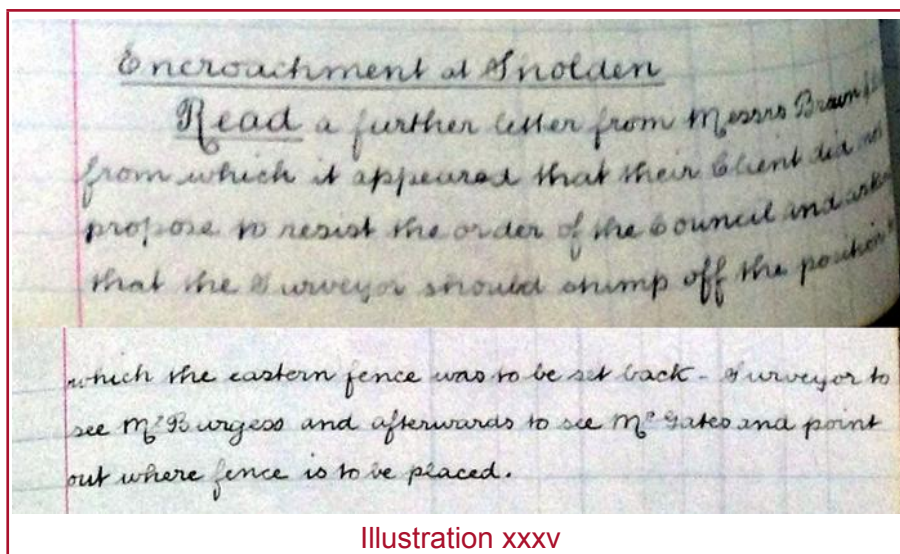 Encroachment at Snolden
Read a further letter from Messrs Brain
from which it appeared that their Client did not
propose to resist the order of the Council and
that the Surveyor should stump off the position
which the eastern fence was to be set back - Surveyor to
see Mr Burgess and afterwards to see Mr Gates and point
out where fence is to be placed.
Illustration xxxv